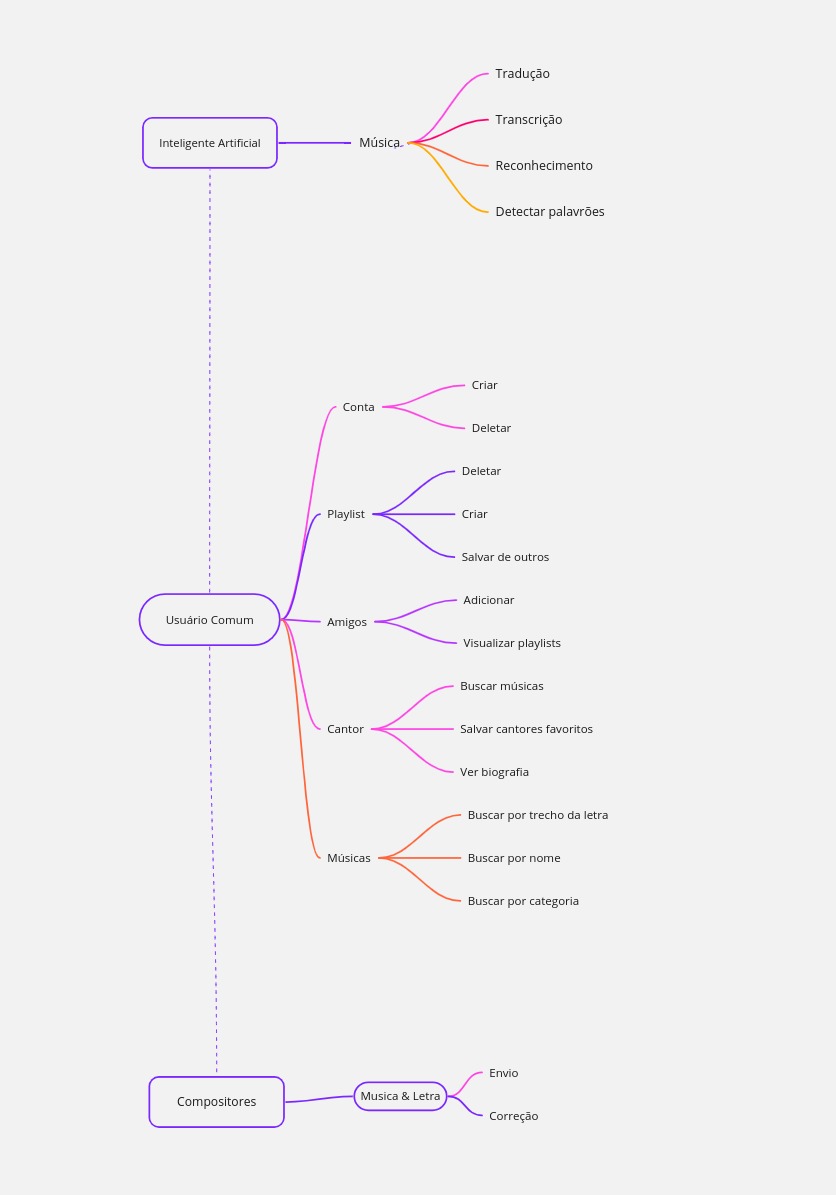 Tradução
Transcrição
Inteligente Artificial
Música
Reconhecimento
Detectar palavrões
Criar
Conta
Deletar
Deletar
Playlist
Criar
Salvar de outros
Adicionar
Usuário Comum
Amigos
Visualizar playlists
Buscar músicas
Cantor
Salvar cantores favoritos
Ver biografia
Buscar por trecho da letra
Músicas
Buscar por nome
Buscar por categoria
Envio
Compositores
Musica & Letra
Correção